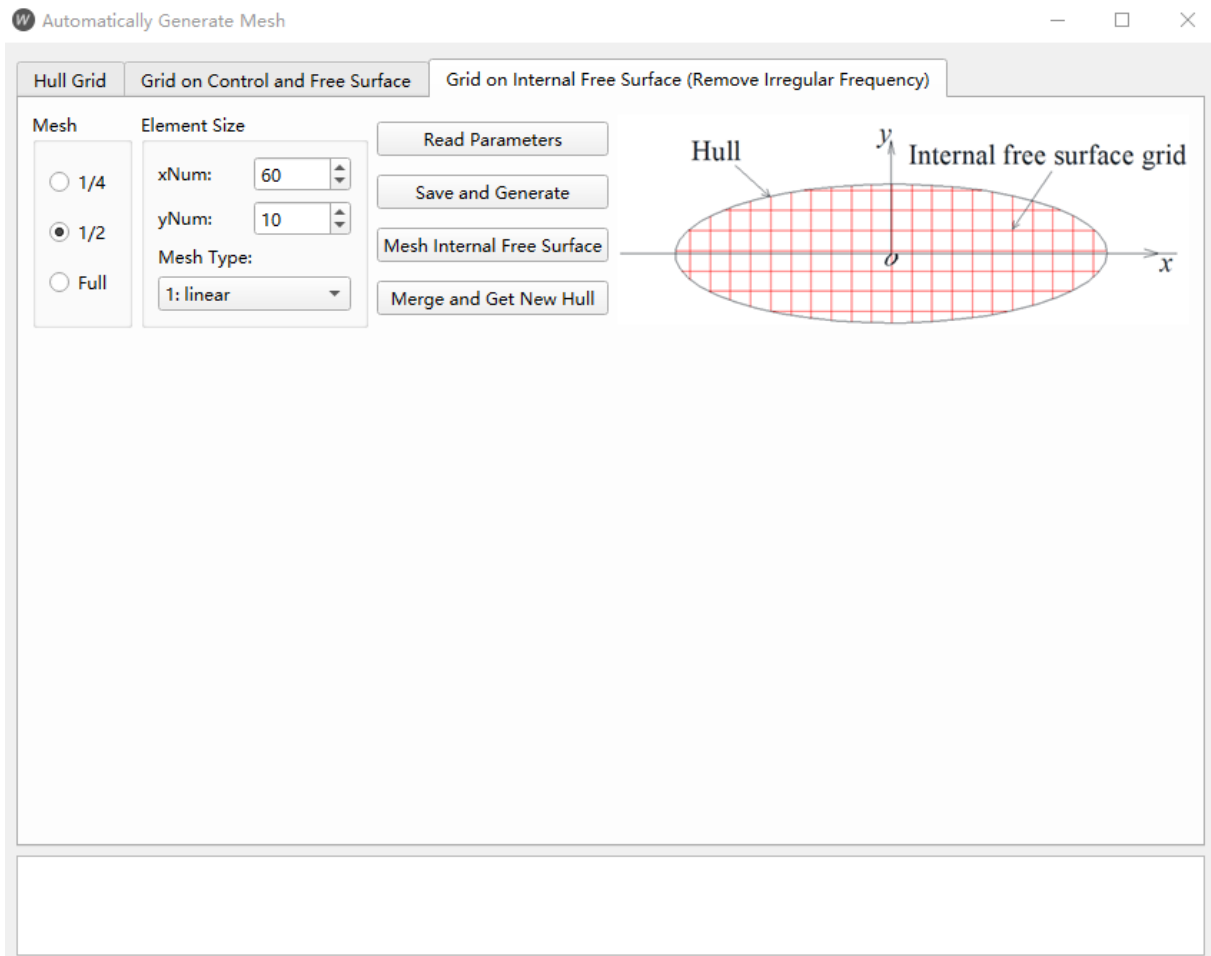 W Automatically Generate Mesh
Hull Grid
Grid on Control and Free Surface
Grid on Internal Free Surface (Remove Irregular Frequency)
Mesh
1/4
1/2
Full
Element Size
xNum: 60
yNum: 10
Mesh Type:
1: linear
Read Parameters
Save and Generate
Mesh Internal Free Surface
Merge and Get New Hull
Hull
y
Internal free surface grid
o
x